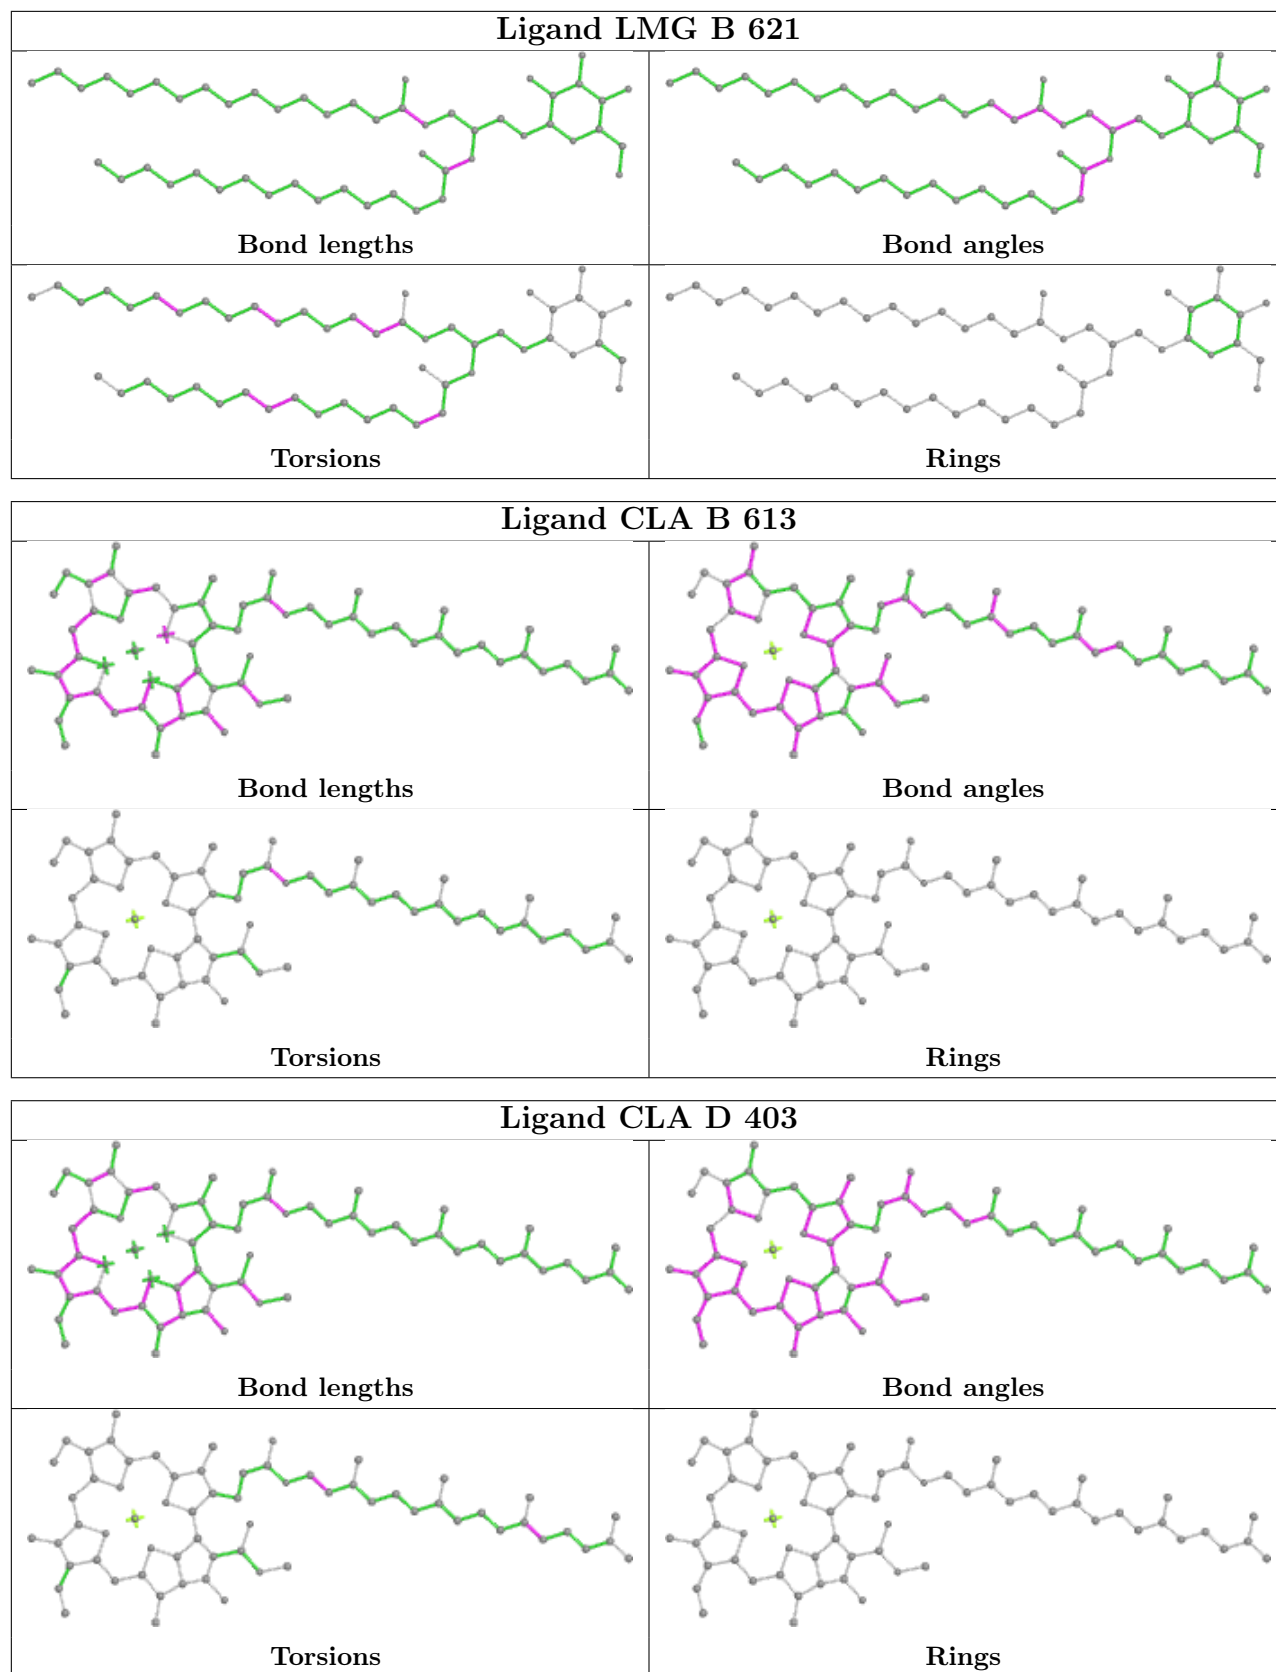 Ligand LMG B 621
Bond lengths
Bond angles
Torsions
Rings
Ligand CLA B 613
Bond lengths
Bond angles
Torsions
Rings
Ligand CLA D 403
Bond lengths
Bond angles
Torsions
Rings